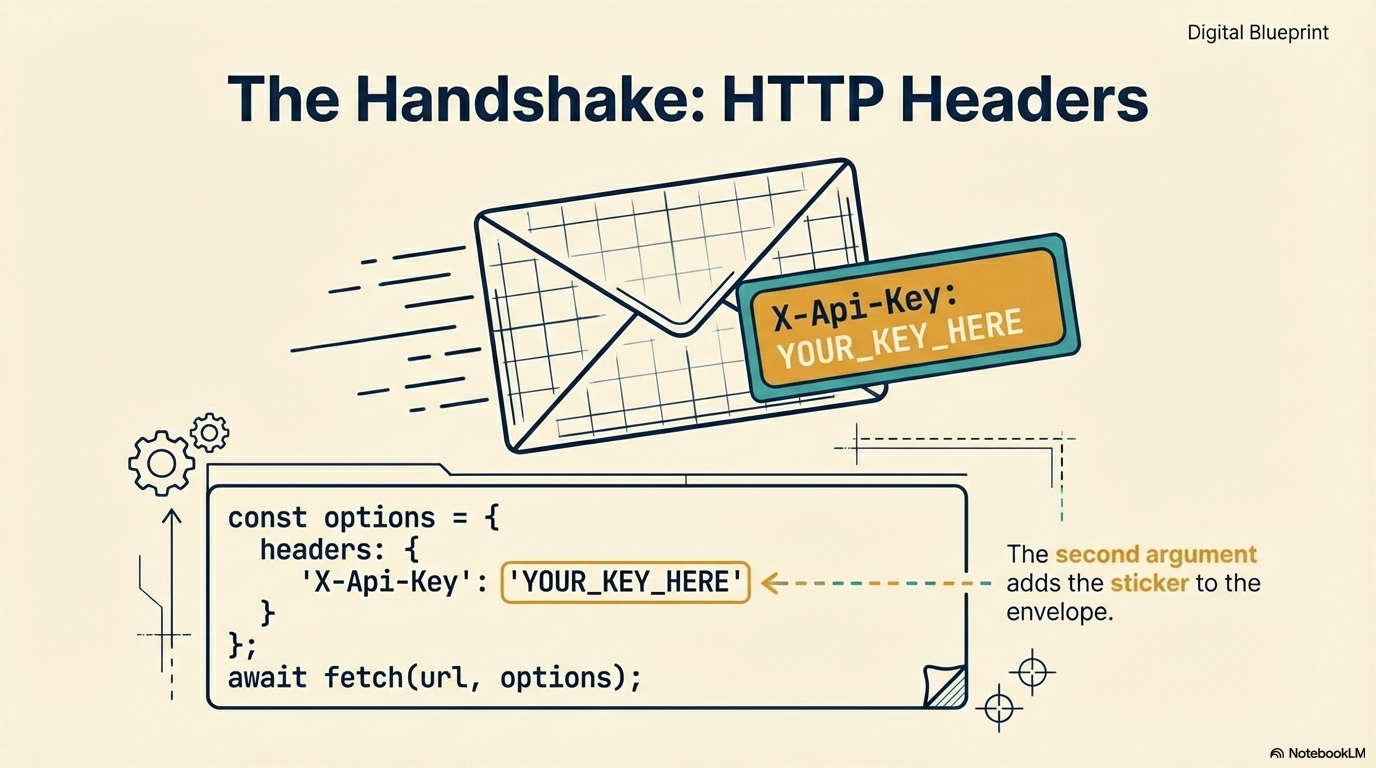 Digital Blueprint
The Handshake: HTTP Headers
X-Api-Key:
YOUR_KEY_HERE
const options = {
  headers: {
    'X-Api-Key': 'YOUR_KEY_HERE'
  }
};
await fetch(url, options);
The second argument
adds the sticker to the
envelope.
NotebookLM